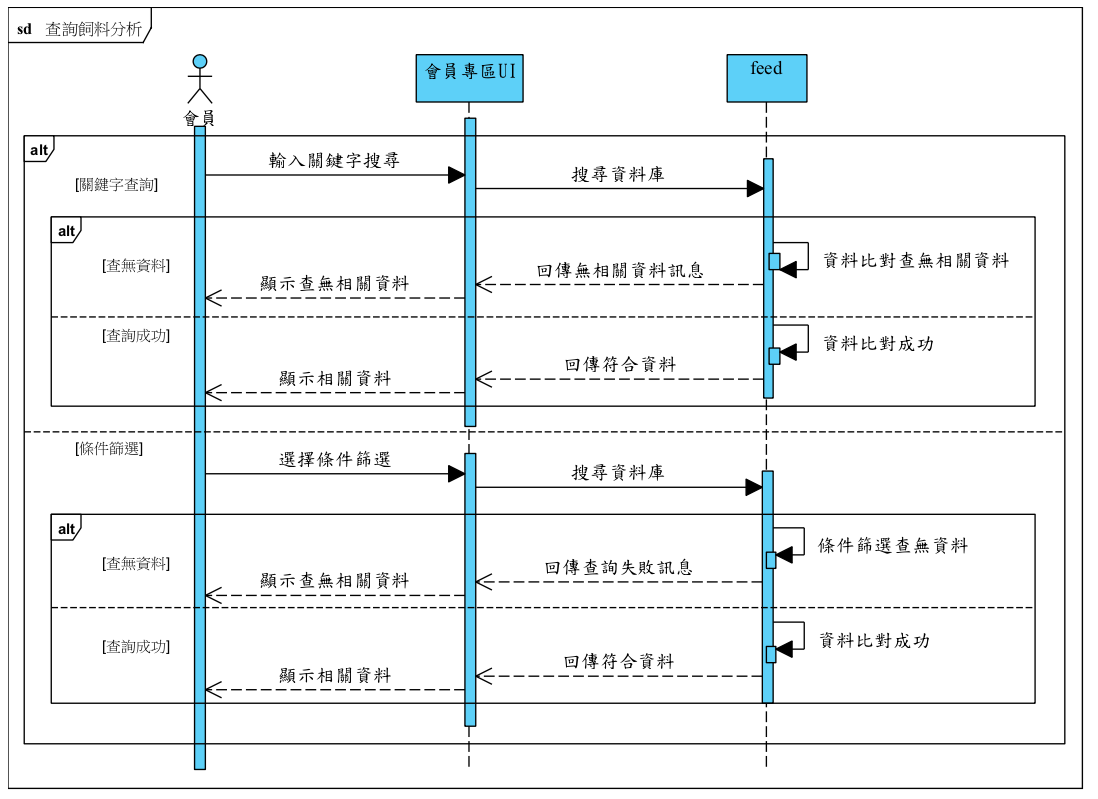 sd 查詢飼料分析
會員
會員專區UI
feed
alt
輸入關鍵字搜尋
搜尋資料庫
[關鍵字查詢]
alt
[查無資料]
資料比對查無相關資料
回傳無相關資料訊息
顯示查無相關資料
[查詢成功]
資料比對成功
回傳符合資料
顯示相關資料
[條件篩選]
選擇條件篩選
搜尋資料庫
alt
[查無資料]
條件篩選查無資料
回傳查詢失敗訊息
顯示查無相關資料
[查詢成功]
資料比對成功
回傳符合資料
顯示相關資料